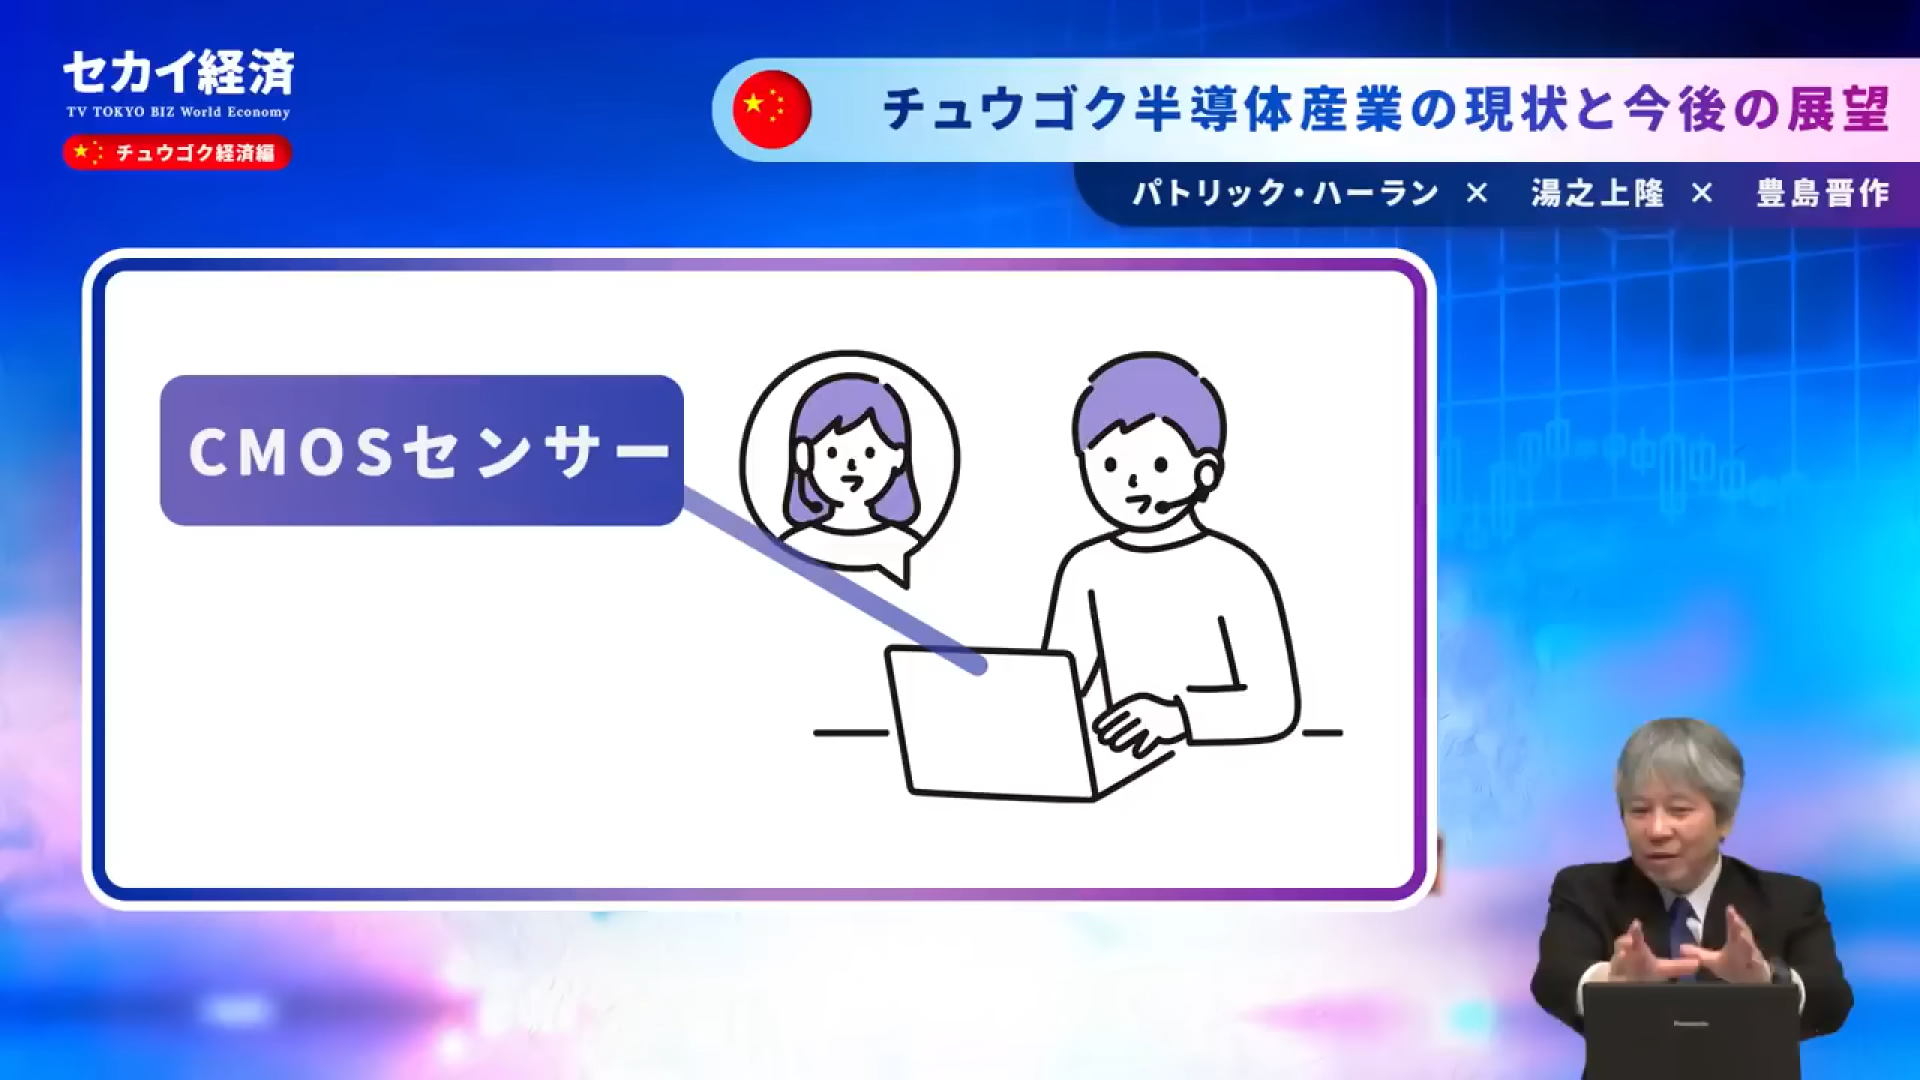 セカイ経済
TV TOKYO BIZ World Economy
チュウゴク経済編
チュウゴク半導体産業の現状と今後の展望
パトリック・ハーラン × 湯之上隆 × 豊島晋作
CMOSセンサー
Panasonic